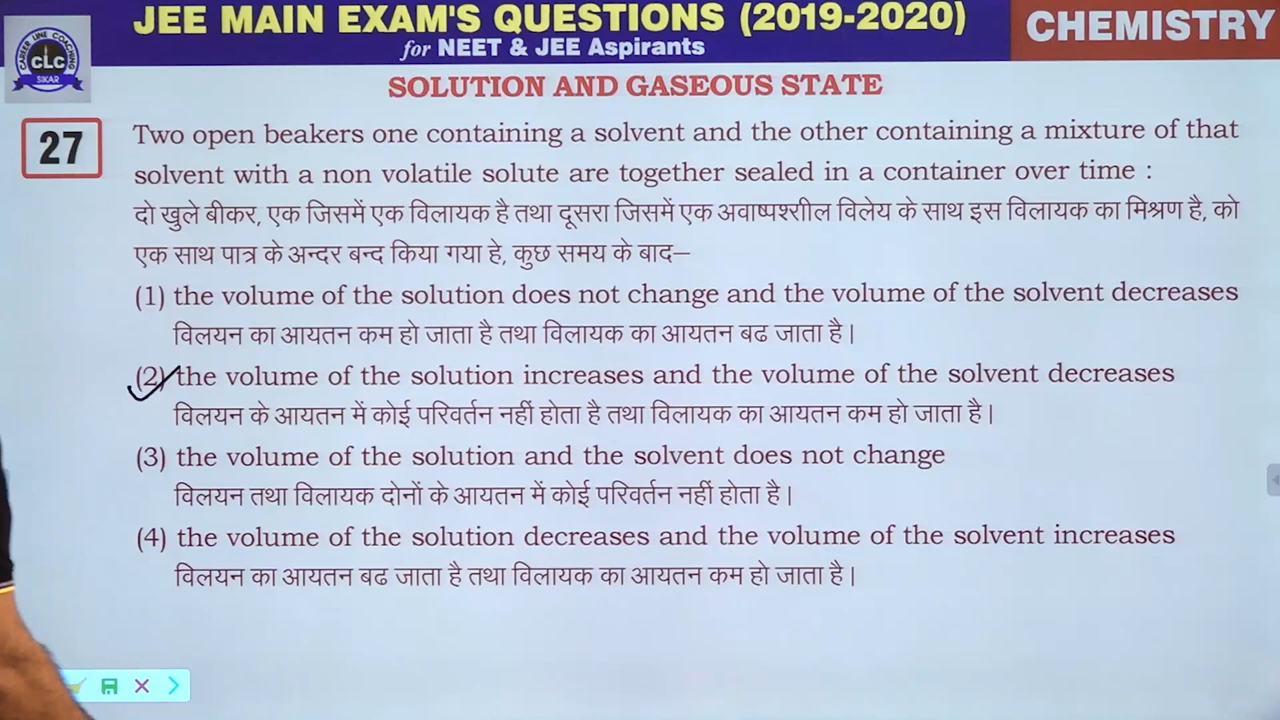 JEE MAIN EXAM'S QUESTIONS (2019-2020)
for NEET & JEE Aspirants
CHEMISTRY
CAREER LINE COACHING
CLC
SIKAR
SOLUTION AND GASEOUS STATE
27
Two open beakers one containing a solvent and the other containing a mixture of that
solvent with a non volatile solute are together sealed in a container over time :
दो खुले बीकर, एक जिसमें एक विलायक है तथा दूसरा जिसमें एक अवाष्पश्ाील विलेय के साथ इस विलायक का मिश्रण है, को
एक साथ पात्र के अन्दर बन्द किया गया हे, कुछ समय के बाद–
(1) the volume of the solution does not change and the volume of the solvent decreases
विलयन का आयतन कम हो जाता है तथा विलायक का आयतन बढ जाता है।
(2) the volume of the solution increases and the volume of the solvent decreases
विलयन के आयतन में कोई परिवर्तन नहीं होता है तथा विलायक का आयतन कम हो जाता है।
(3) the volume of the solution and the solvent does not change
विलयन तथा विलायक दोनों के आयतन में कोई परिवर्तन नहीं होता है।
(4) the volume of the solution decreases and the volume of the solvent increases
विलयन का आयतन बढ जाता है तथा विलायक का आयतन कम हो जाता है।